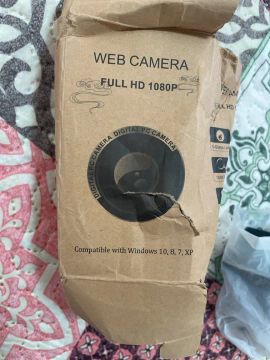 WEB CAMERA
FULL HD 1080P
DIGITAL PC CAMERA DIGITAL PC CAMERA
Compatible with Windows 10, 8, 7, XP